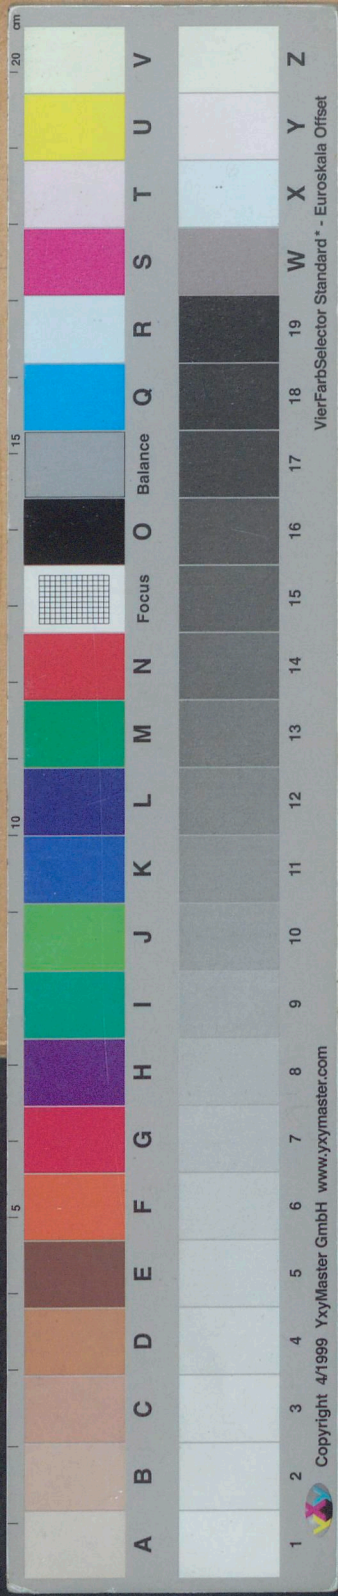 cm
5 10 15 20
A B C D E F G H I J K L M N Focus O Balance Q R S T U V
1 2 3 4 5 6 7 8 9 10 11 12 13 14 15 16 17 18 19 W X Y Z
YxY Copyright 4/1999 YxyMaster GmbH www.yxymaster.com VierFarbSelector Standard* - Euroskala Offset